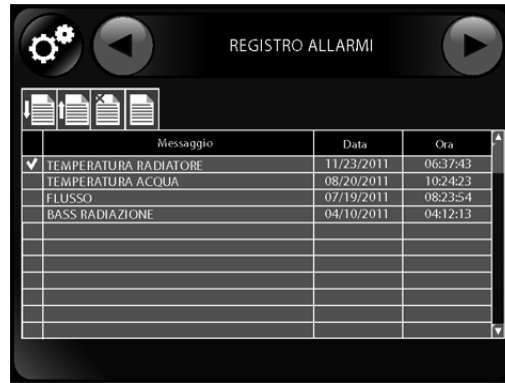 REGISTRO ALLARMI
Messaggio Data Ora
TEMPERATURA RADIATORE 11/23/2011 06:37:43
TEMPERATURA ACQUA 08/20/2011 10:24:23
FLUSSO 07/19/2011 08:23:54
BASS RADIAZIONE 04/10/2011 04:12:13